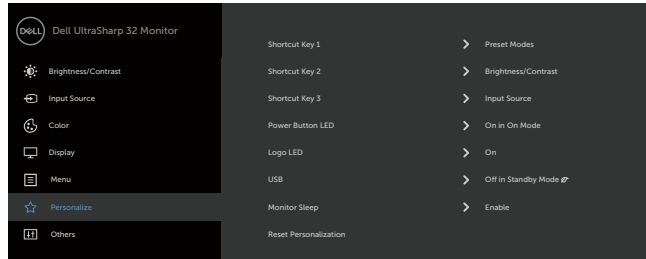 DELL Dell UltraSharp 32 Monitor
Brightness/Contrast
Input Source
Color
Display
Menu
Personalize
Others
Shortcut Key 1 Preset Modes
Shortcut Key 2 Brightness/Contrast
Shortcut Key 3 Input Source
Power Button LED On in On Mode
Logo LED On
USB Off in Standby Mode
Monitor Sleep Enable
Reset Personalization